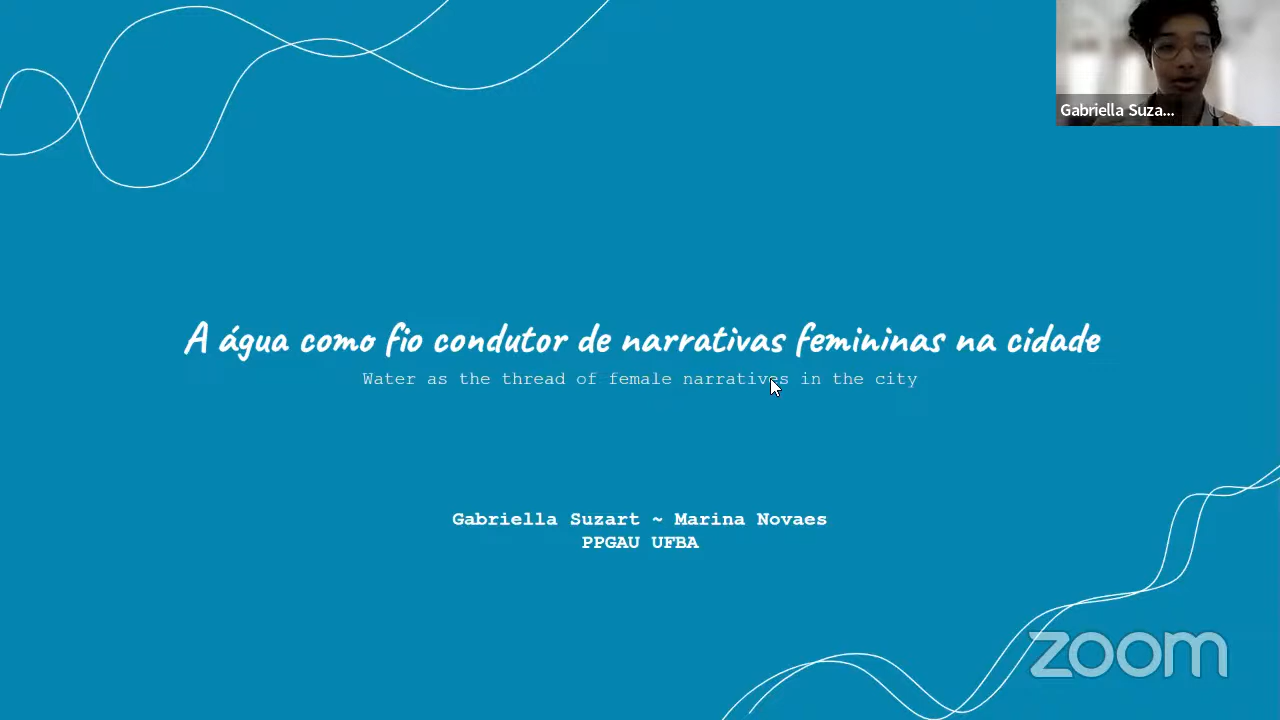 Gabriella Suza...
A água como fio condutor de narrativas femininas na cidade
Water as the thread of female narratives in the city
Gabriella Suzart ~ Marina Novaes
PPGAU UFBA
zoom